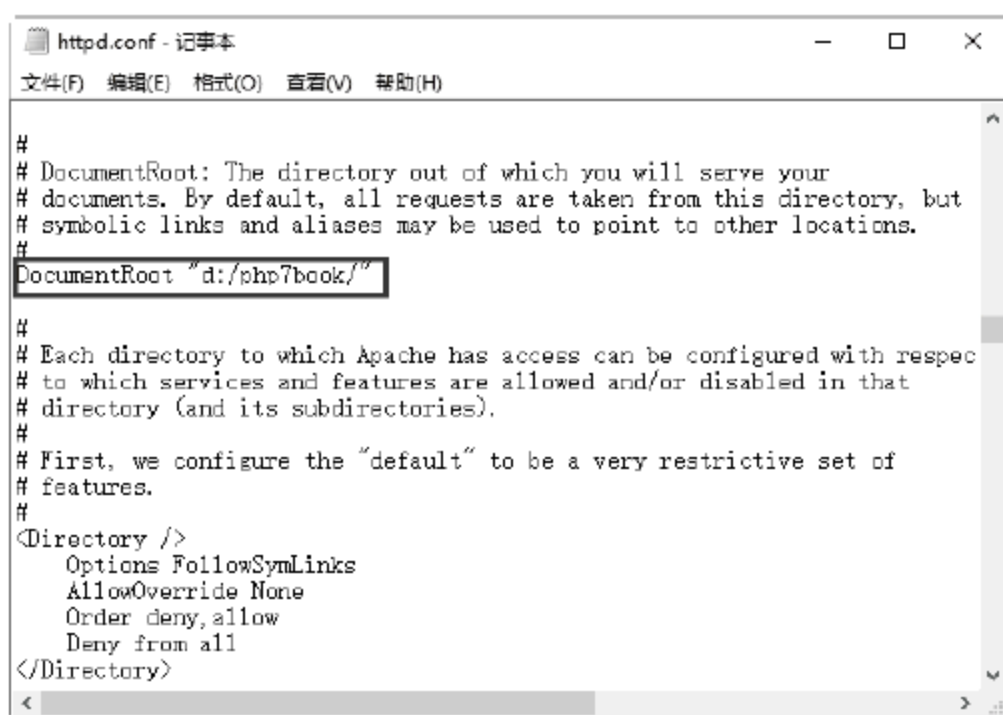 httpd.conf - 记事本
文件(F) 编辑(E) 格式(O) 查看(V) 帮助(H)
#
# DocumentRoot: The directory out of which you will serve your
# documents. By default, all requests are taken from this directory, but
# symbolic links and aliases may be used to point to other locations.
#
DocumentRoot "d:/php7book/"
#
# Each directory to which Apache has access can be configured with respec
# to which services and features are allowed and/or disabled in that
# directory (and its subdirectories).
#
# First, we configure the "default" to be a very restrictive set of
# features.
#
<Directory />
    Options FollowSymLinks
    AllowOverride None
    Order deny,allow
    Deny from all
</Directory>